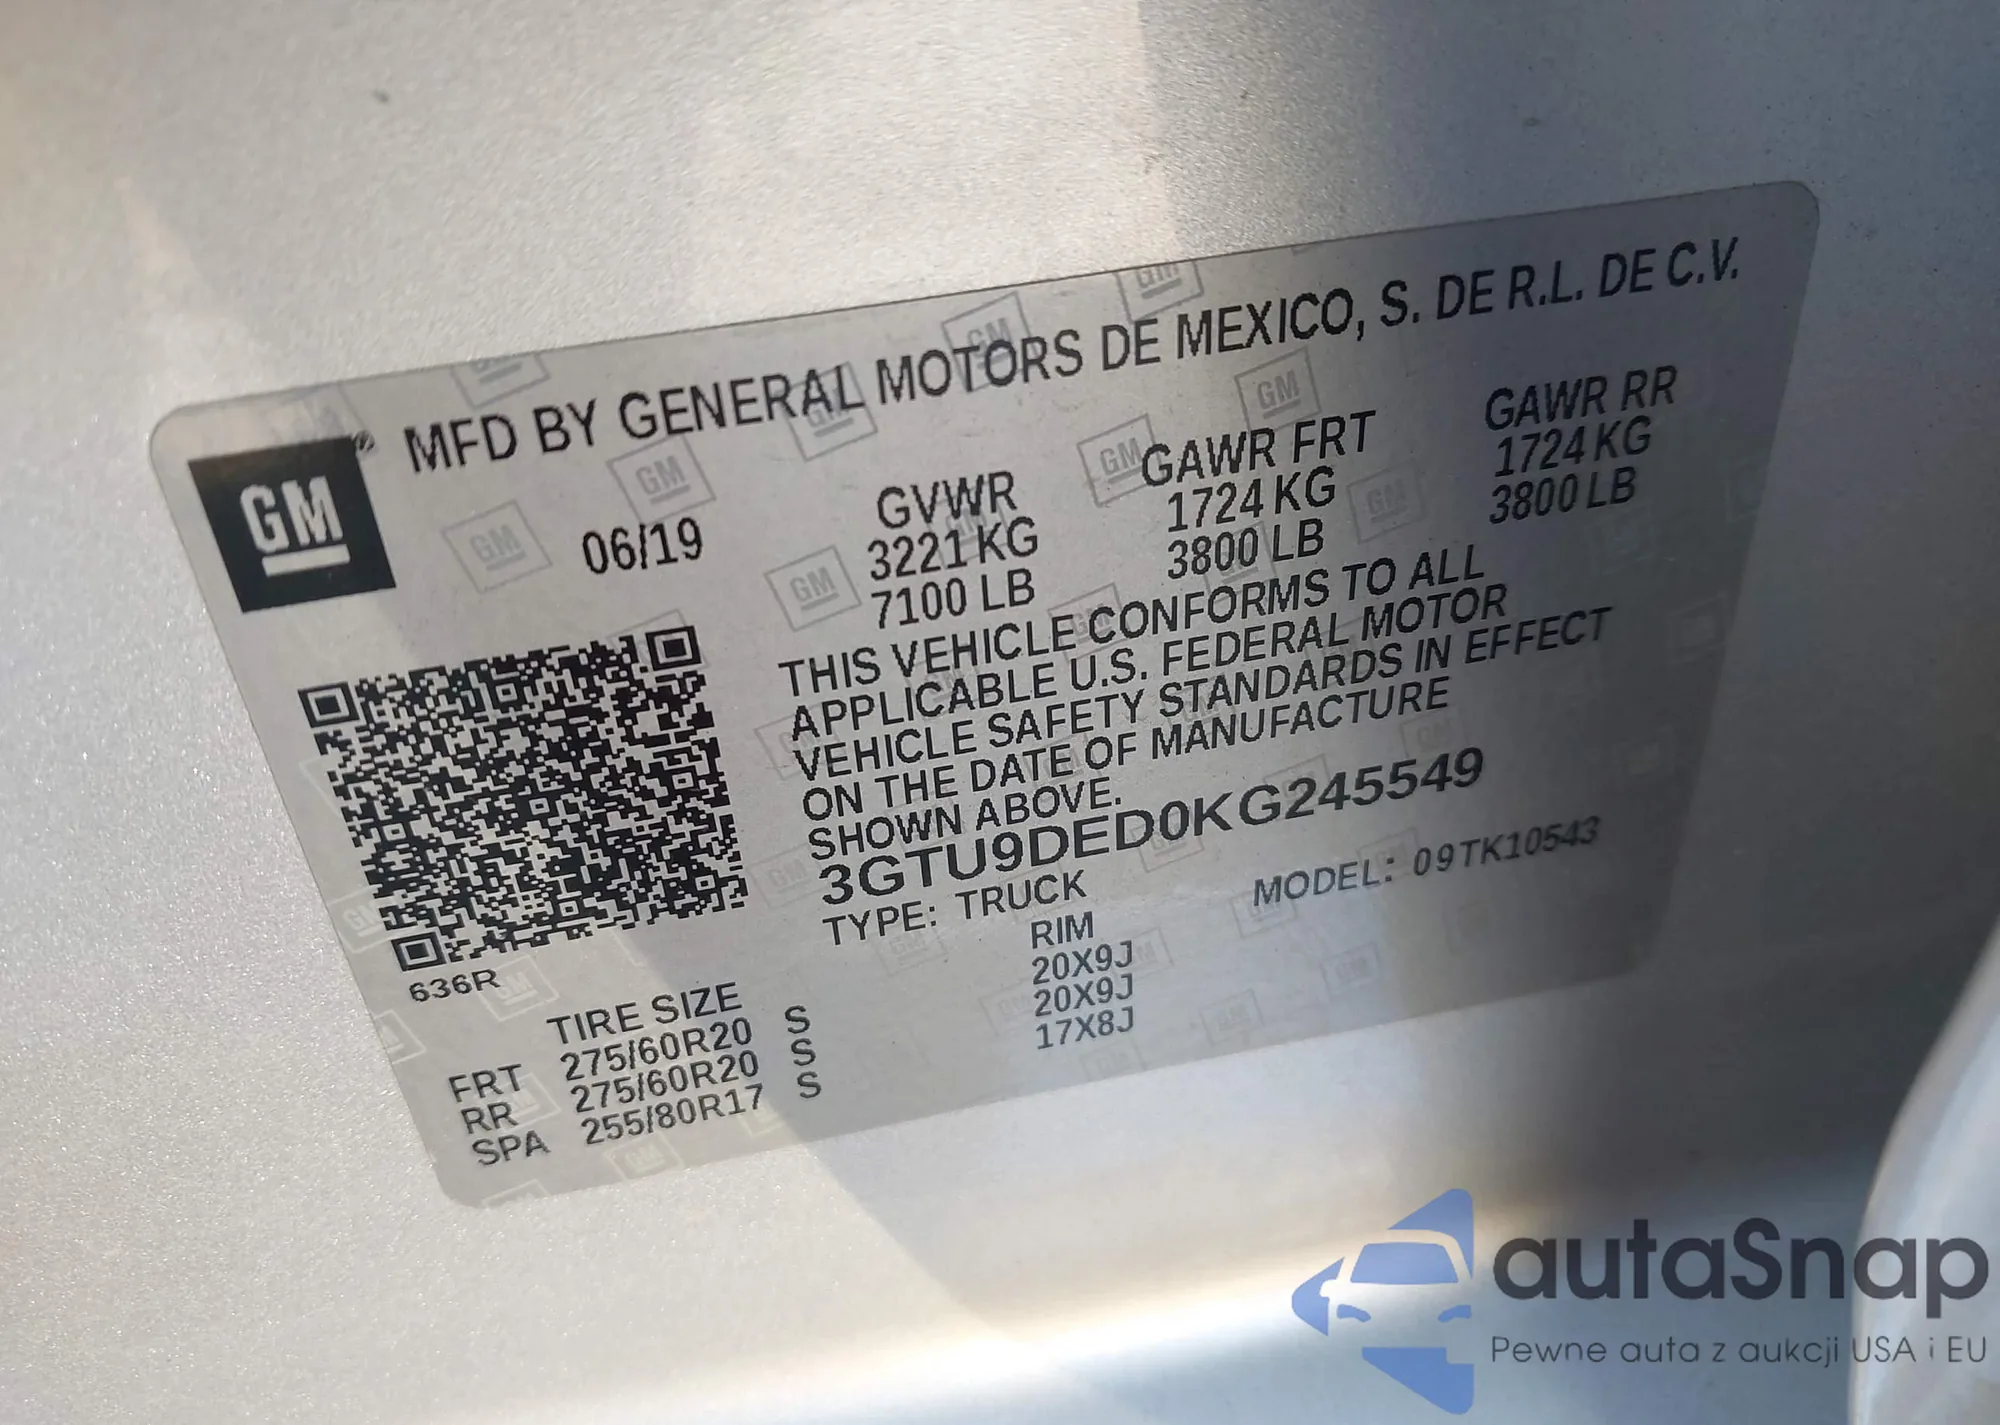 MFD BY GENERAL MOTORS DE MEXICO, S. DE R.L. DE C.V.
GM®
06/19
GVWR
3221 KG
7100 LB
GAWR FRT
1724 KG
3800 LB
GAWR RR
1724 KG
3800 LB
THIS VEHICLE CONFORMS TO ALL
APPLICABLE U.S. FEDERAL MOTOR
VEHICLE SAFETY STANDARDS IN EFFECT
ON THE DATE OF MANUFACTURE
SHOWN ABOVE.
3GTU9DED0KG245549
TYPE: TRUCK
MODEL: 09TK10543
636R
TIRE SIZE
RIM
FRT 275/60R20 S 20X9J
RR 275/60R20 S 20X9J
SPA 255/80R17 S 17X8J
autaSnap
Pewne auta z aukcji USA i EU